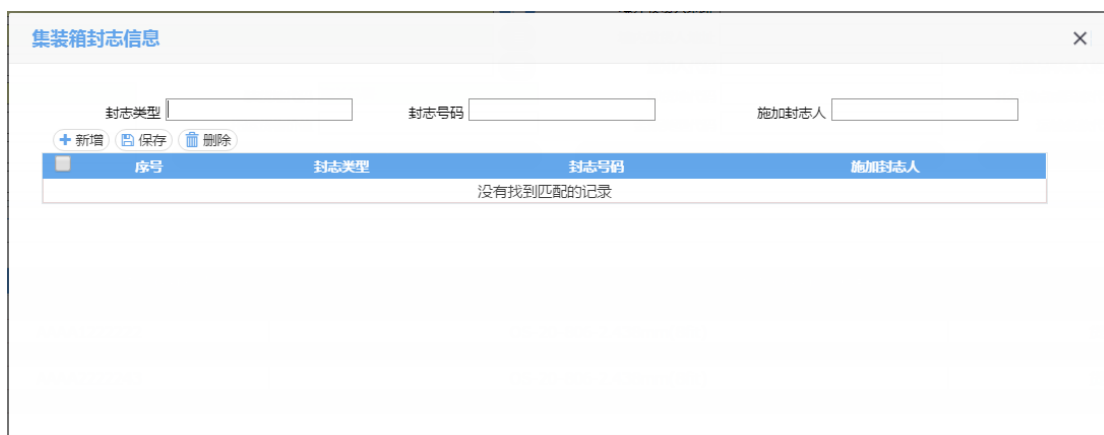 集装箱封志信息
封志类型 封志号码 施加封志人
新增 保存 删除
序号 封志类型 封志号码 施加封志人
没有找到匹配的记录